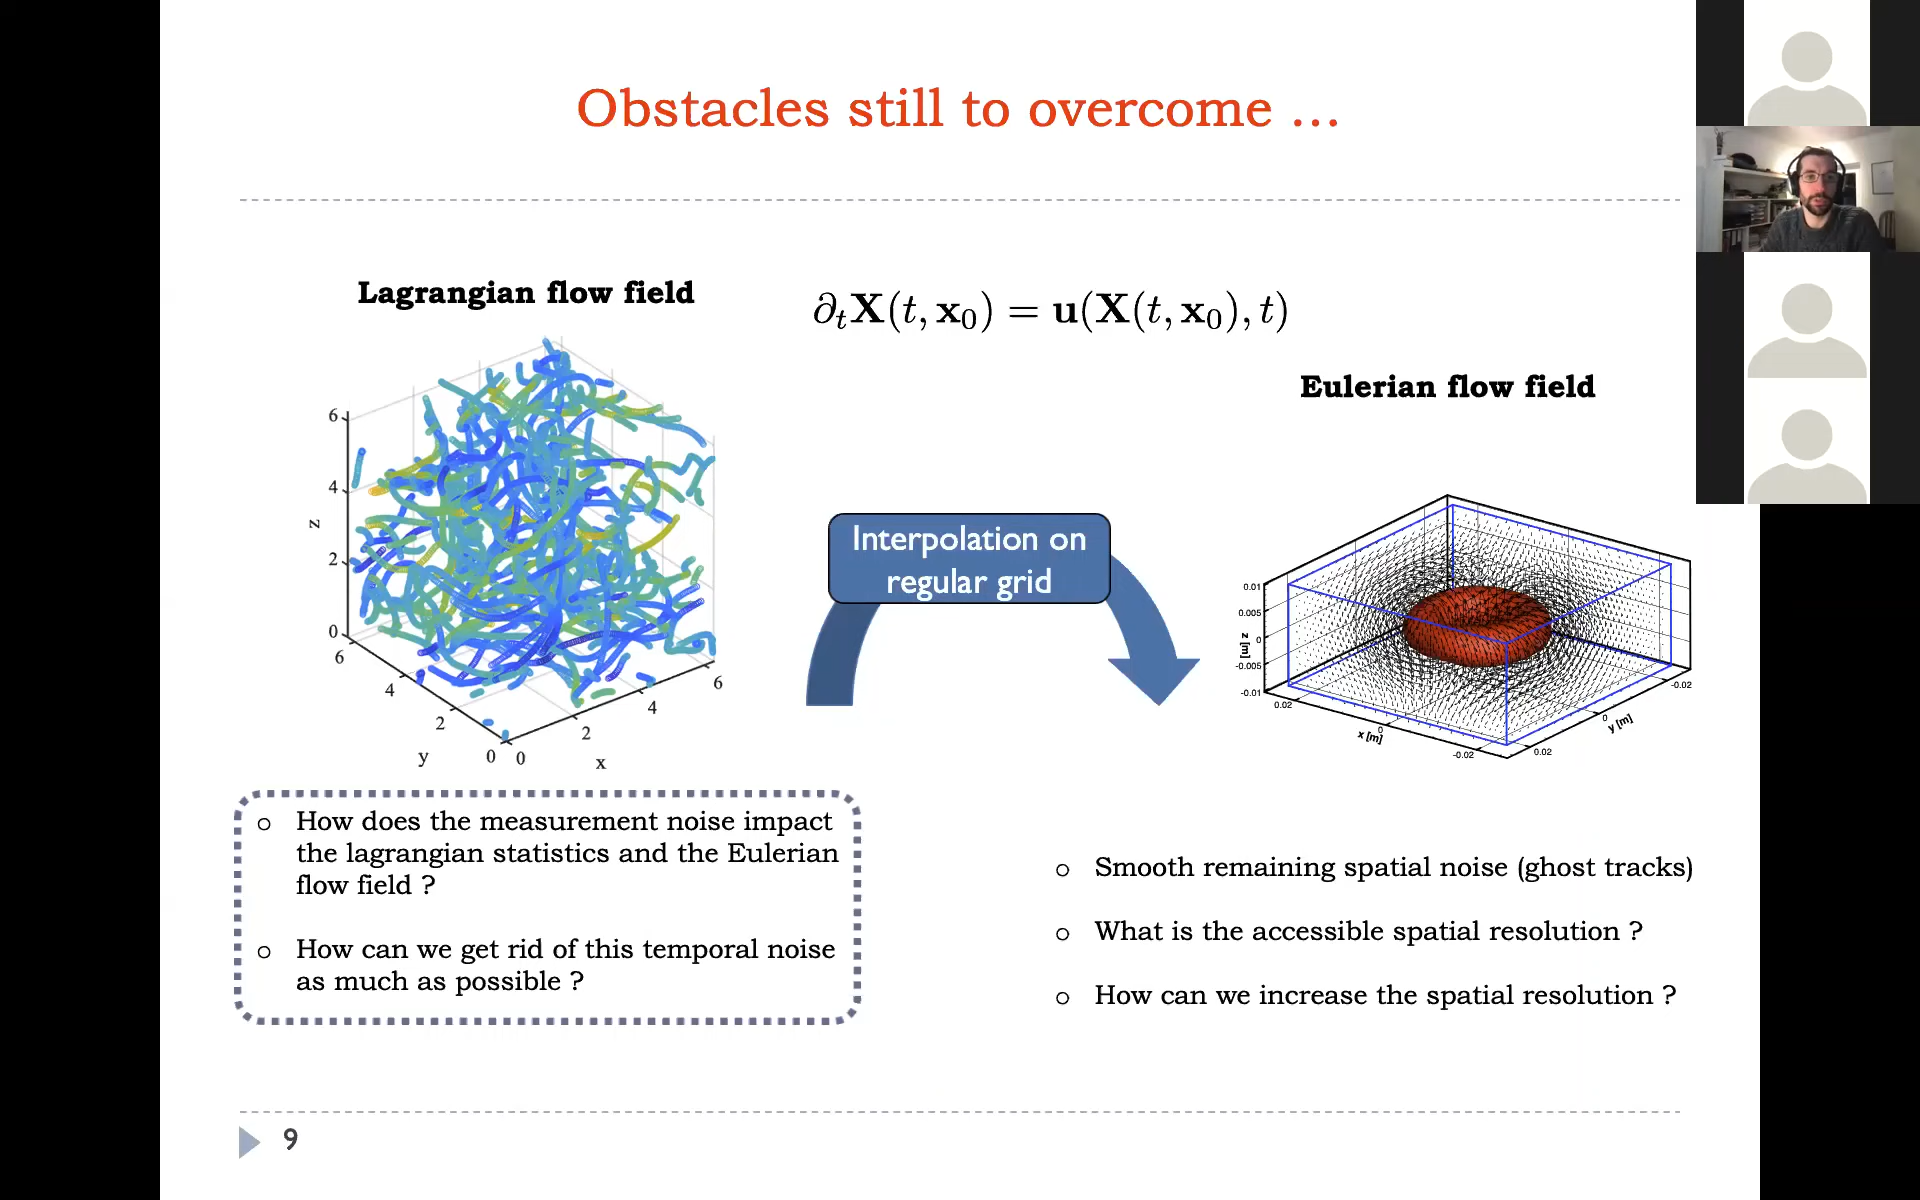 Obstacles still to overcome ...
Lagrangian flow field
∂ₜX(t, x₀) = u(X(t, x₀), t)
Eulerian flow field
Interpolation on
regular grid
6
4
2
0
z
6
4
2
0
y
0
2
4
6
x
0.01
0.005
0
-0.005
-0.01
z [m]
0.02
0
-0.02
x [m]
0.02
0
-0.02
y [m]
o How does the measurement noise impact
the lagrangian statistics and the Eulerian
flow field ?
o How can we get rid of this temporal noise
as much as possible ?
o Smooth remaining spatial noise (ghost tracks)
o What is the accessible spatial resolution ?
o How can we increase the spatial resolution ?
9